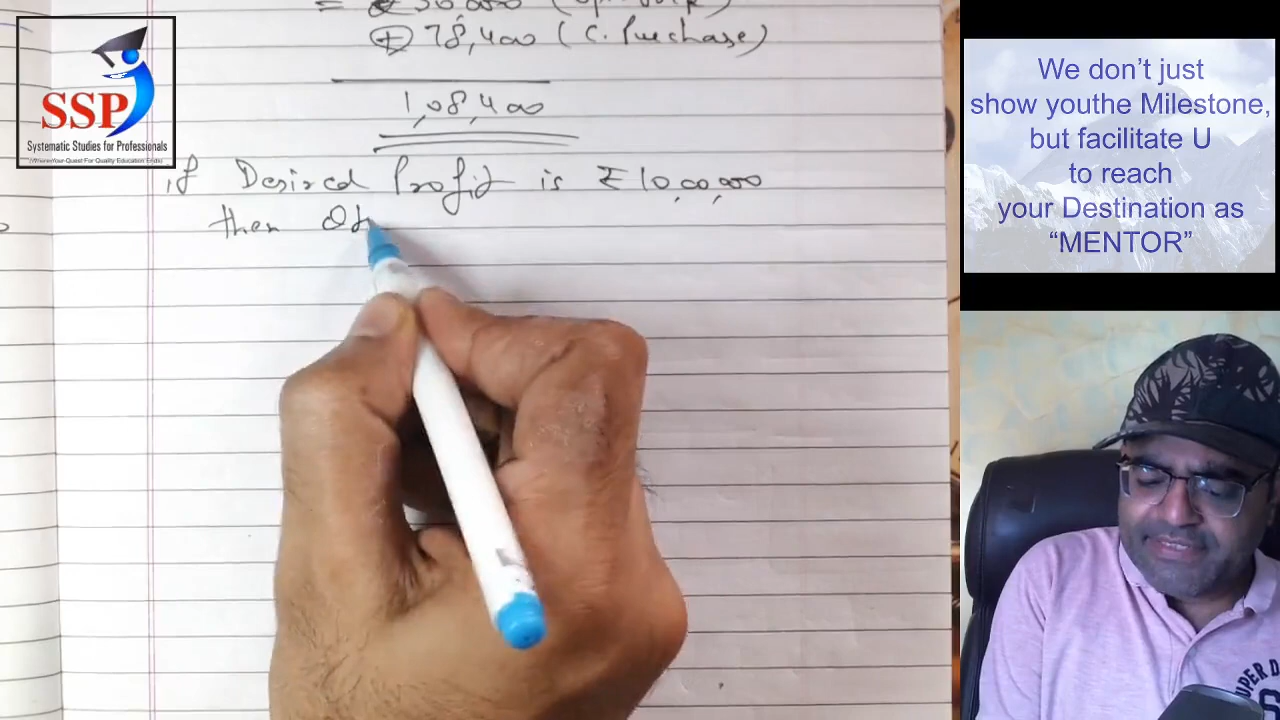 ⊕ 78,400 (C. Purchase)
1,08,400
if Desired Profit is ₹10,00,000
then Qt
SSP
Systematic Studies for Professionals
We don't just
show youthe Milestone,
but facilitate U
to reach
your Destination as
“MENTOR”